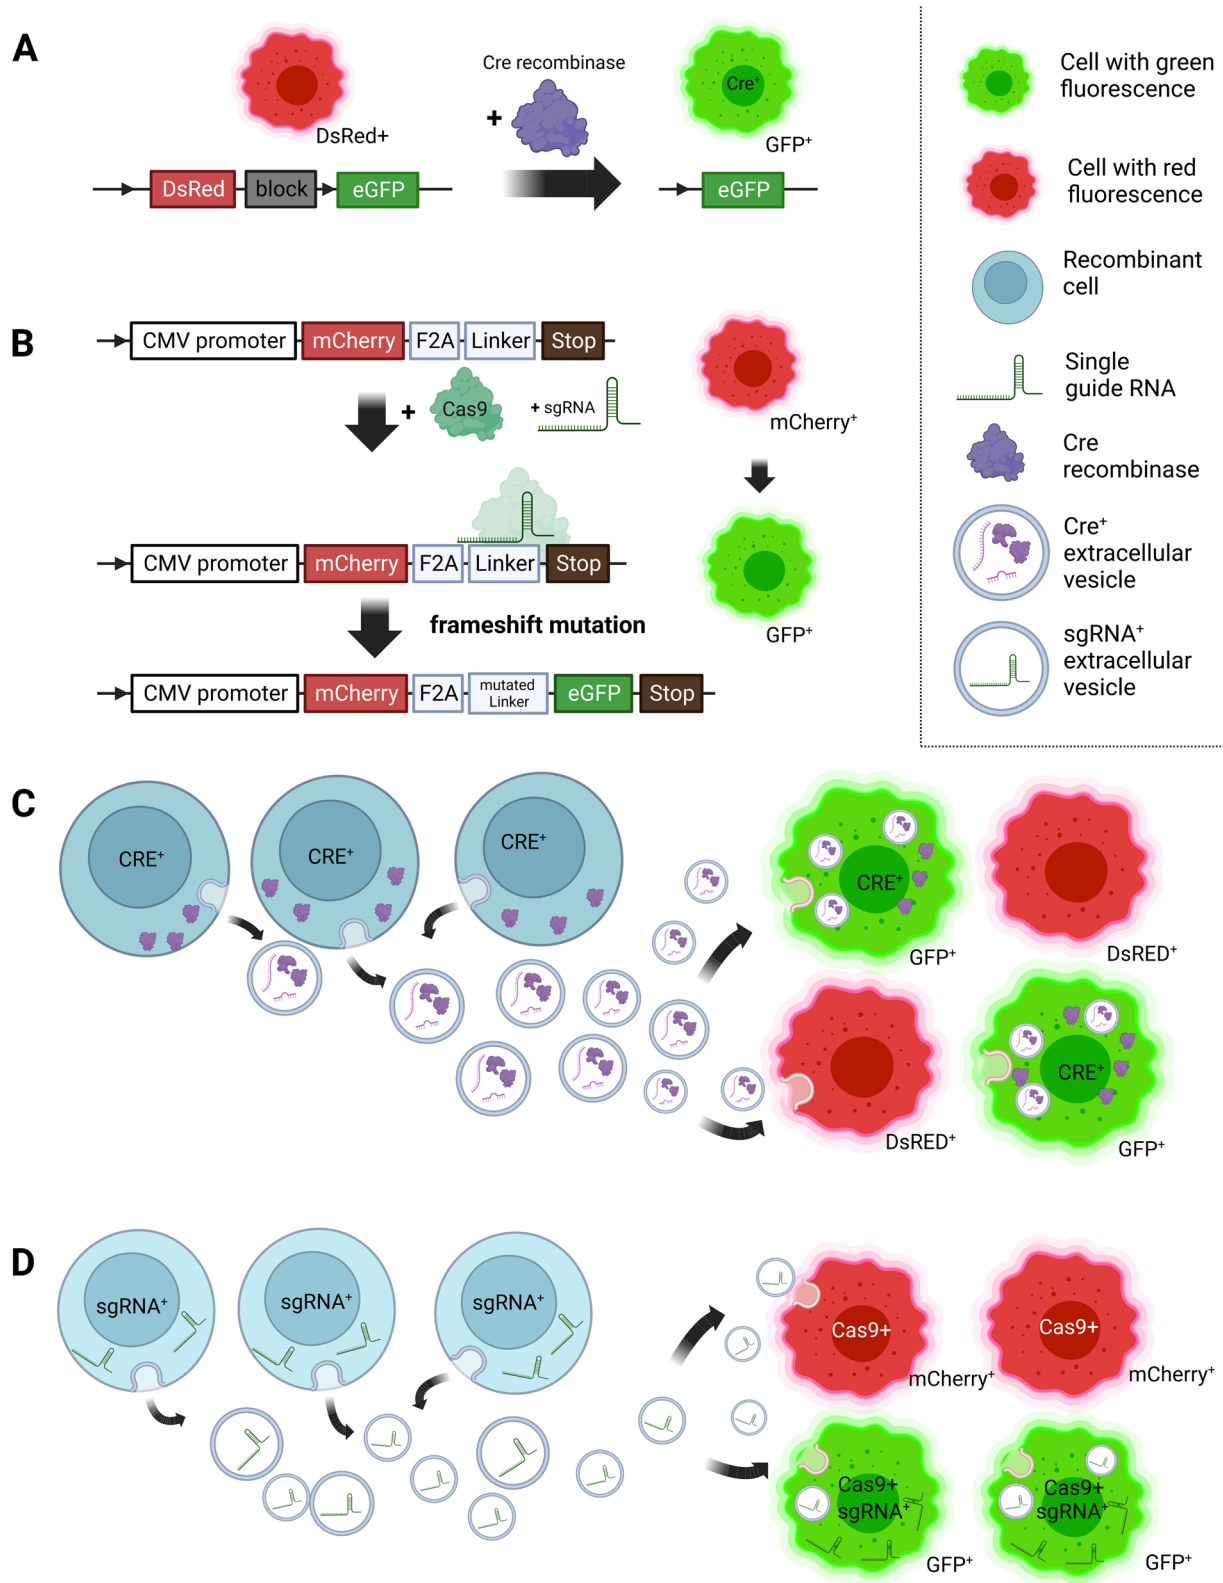 A
Cre recombinase
+
Cre⁺
DsRed+
GFP⁺
DsRed
block
eGFP
eGFP
Cell with green
fluorescence
Cell with red
fluorescence
Recombinant
cell
Single
guide RNA
Cre
recombinase
Cre⁺
extracellular
vesicle
sgRNA⁺
extracellular
vesicle
B
CMV promoter
mCherry
F2A
Linker
Stop
+
Cas9
+ sgRNA
mCherry⁺
CMV promoter
mCherry
F2A
Linker
Stop
frameshift mutation
GFP⁺
CMV promoter
mCherry
F2A
mutated
Linker
eGFP
Stop
C
CRE⁺
CRE⁺
CRE⁺
CRE⁺
GFP⁺
DsRED⁺
CRE⁺
DsRED⁺
GFP⁺
D
sgRNA⁺
sgRNA⁺
sgRNA⁺
Cas9+
Cas9+
mCherry⁺
mCherry⁺
Cas9+
sgRNA⁺
Cas9+
sgRNA⁺
GFP⁺
GFP⁺